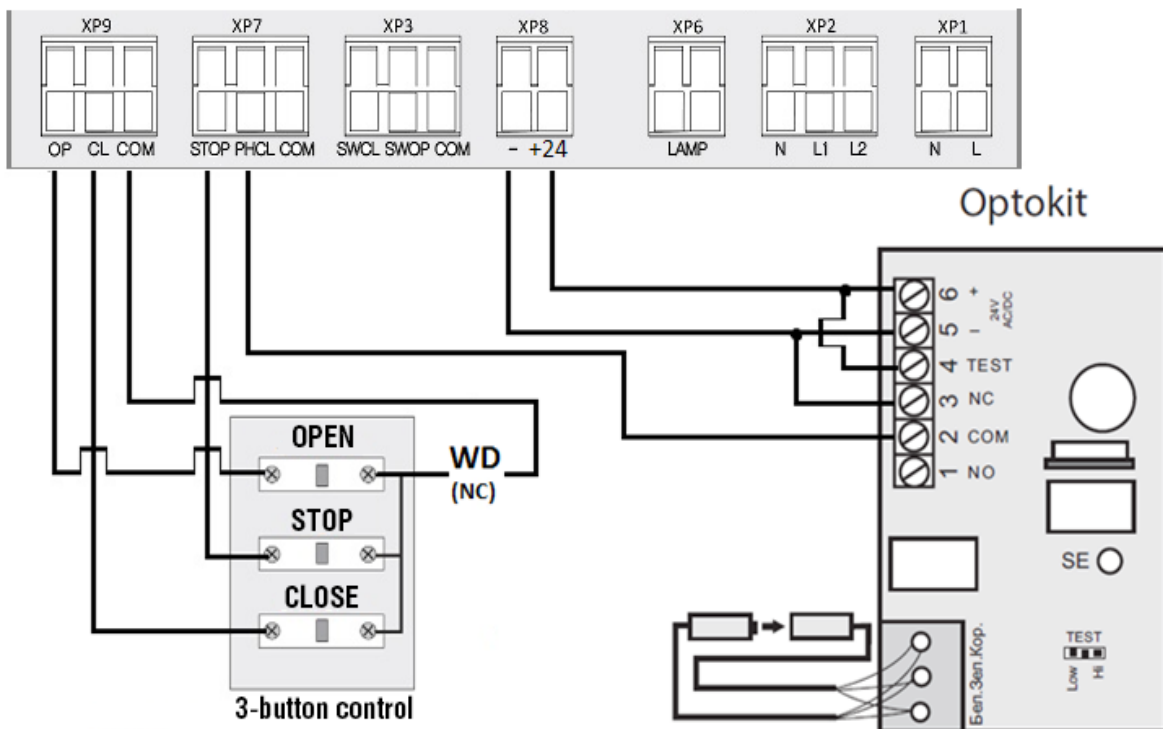 XP9 XP7 XP3 XP8 XP6 XP2 XP1
OP CL COM STOP PHCL COM SWCL SWOP COM - +24 LAMP N L1 L2 N L
Optokit
6 +
24V
AC/DC
5 -
4 TEST
3 NC
2 COM
1 NO
OPEN
WD
(NC)
STOP
CLOSE
3-button control
SE
TEST
Low Hi
Бел.Зел.Кор.